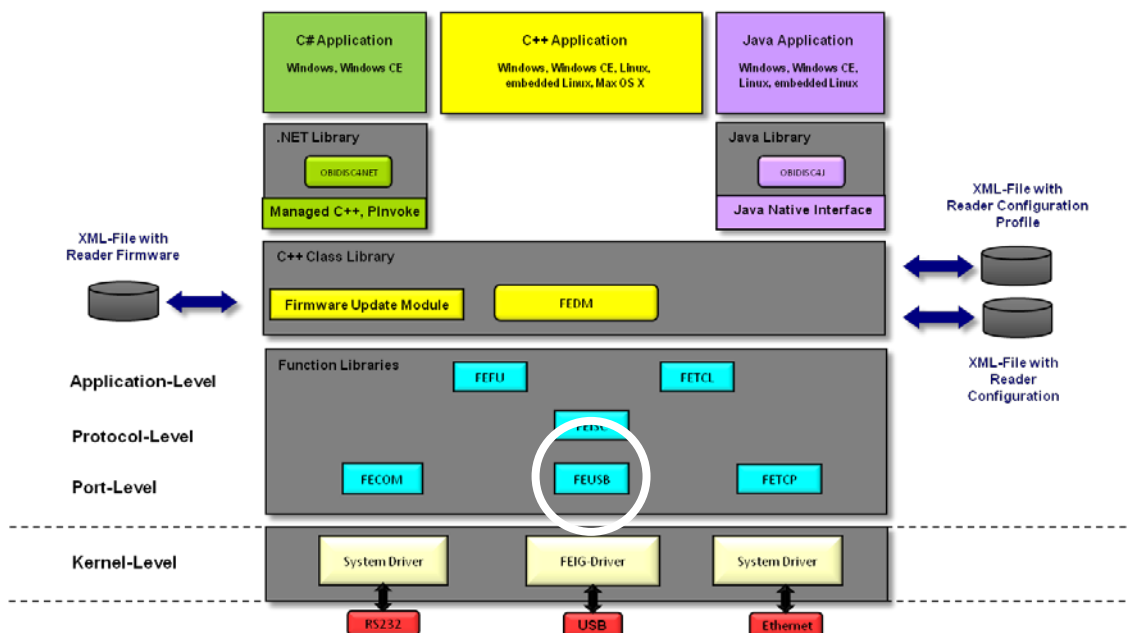 C# Application
Windows, Windows CE
C++ Application
Windows, Windows CE, Linux,
embedded Linux, Max OS X
Java Application
Windows, Windows CE,
Linux, embedded Linux
.NET Library
OBIDISC4NET
Managed C++, PInvoke
Java Library
OBIDISC4J
Java Native Interface
XML-File with
Reader Firmware
XML-File with
Reader Configuration
Profile
C++ Class Library
Firmware Update Module
FEDM
XML-File with
Reader
Configuration
Function Libraries
Application-Level
FEFU
FETCL
Protocol-Level
FEISC
Port-Level
FECOM
FEUSB
FETCP
Kernel-Level
System Driver
FEIG-Driver
System Driver
RS232
USB
Ethernet